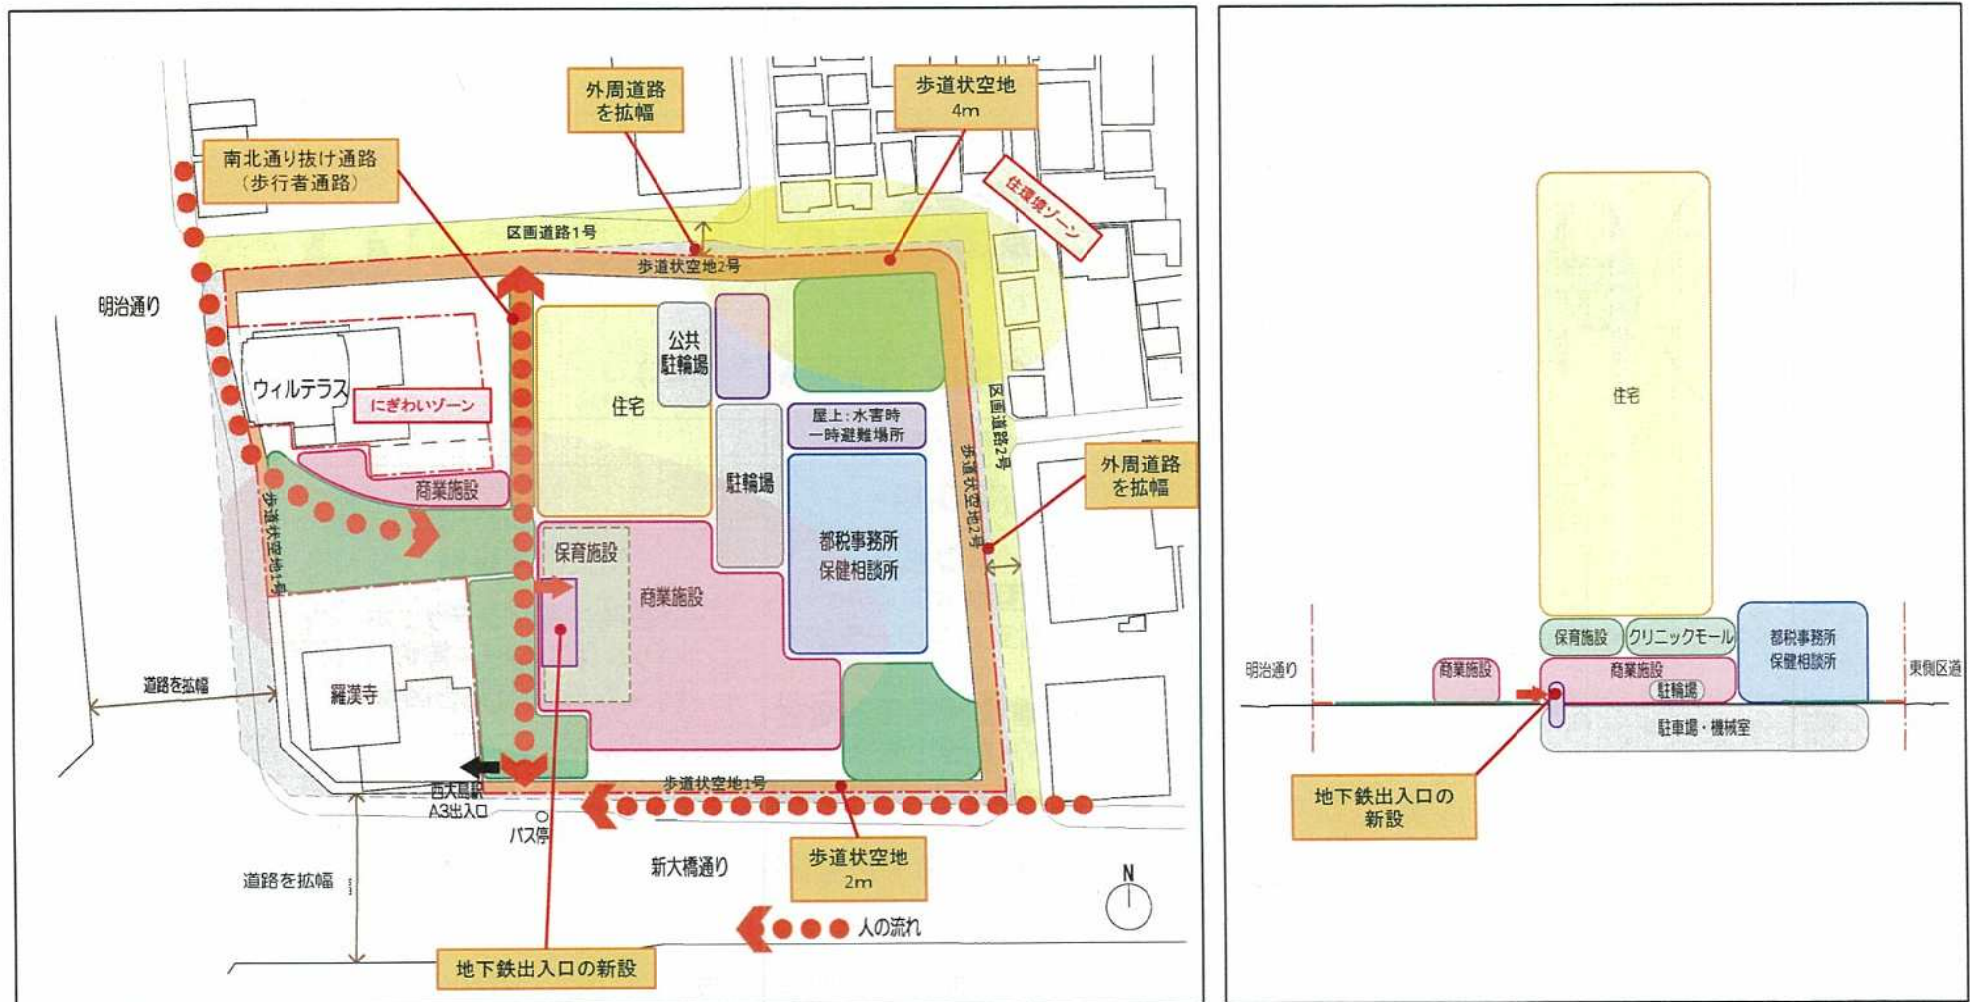 外周道路
を拡幅
歩道状空地
4m
南北通り抜け通路
（歩行者通路）
住環境ゾーン
区画道路1号
歩道状空地2号
明治通り
公共
駐輪場
ウィルテラス
にぎわいゾーン
住宅
屋上：水害時
一時避難場所
区画道路2号
歩道状空地2号
外周道路
を拡幅
商業施設
駐輪場
歩道状空地1号
保育施設
都税事務所
保健相談所
商業施設
道路を拡幅
羅漢寺
西大島駅
A3出入口
バス停
歩道状空地1号
新大橋通り
歩道状空地
2m
道路を拡幅
N
人の流れ
地下鉄出入口の新設
住宅
保育施設
クリニックモール
都税事務所
保健相談所
明治通り
商業施設
商業施設
駐輪場
東側区道
駐車場・機械室
地下鉄出入口の
新設